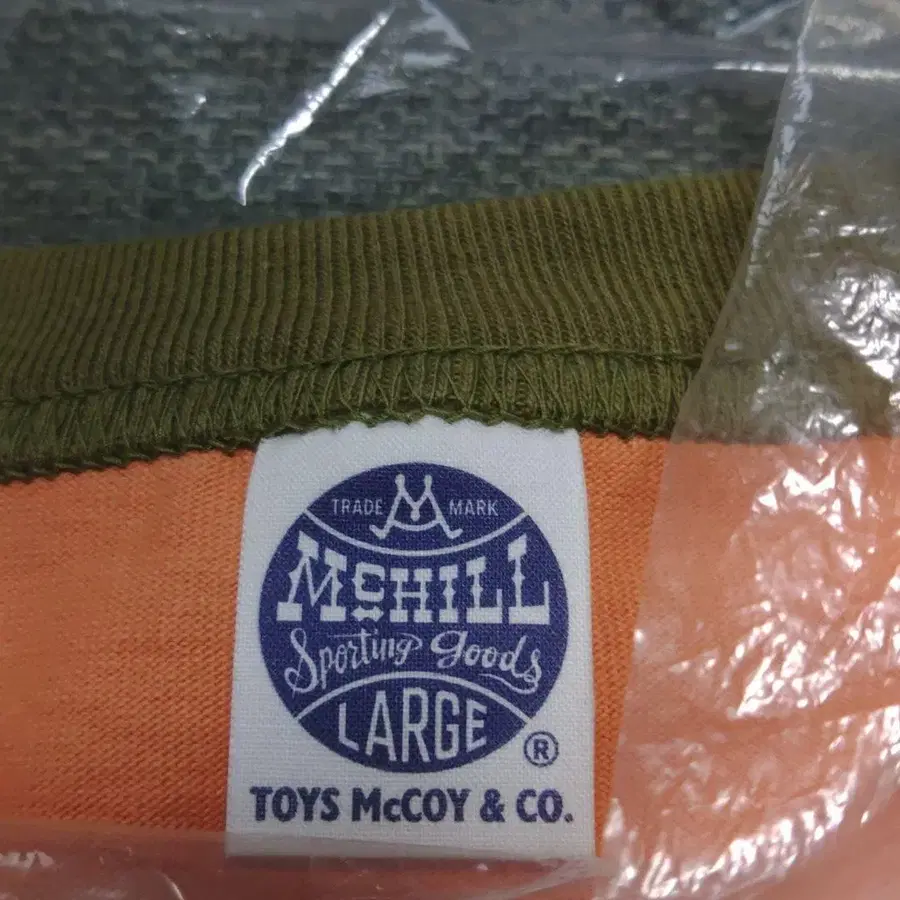 TRADE M MARK
McHILL
Sporting goods
LARGE
®
TOYS McCOY & CO.